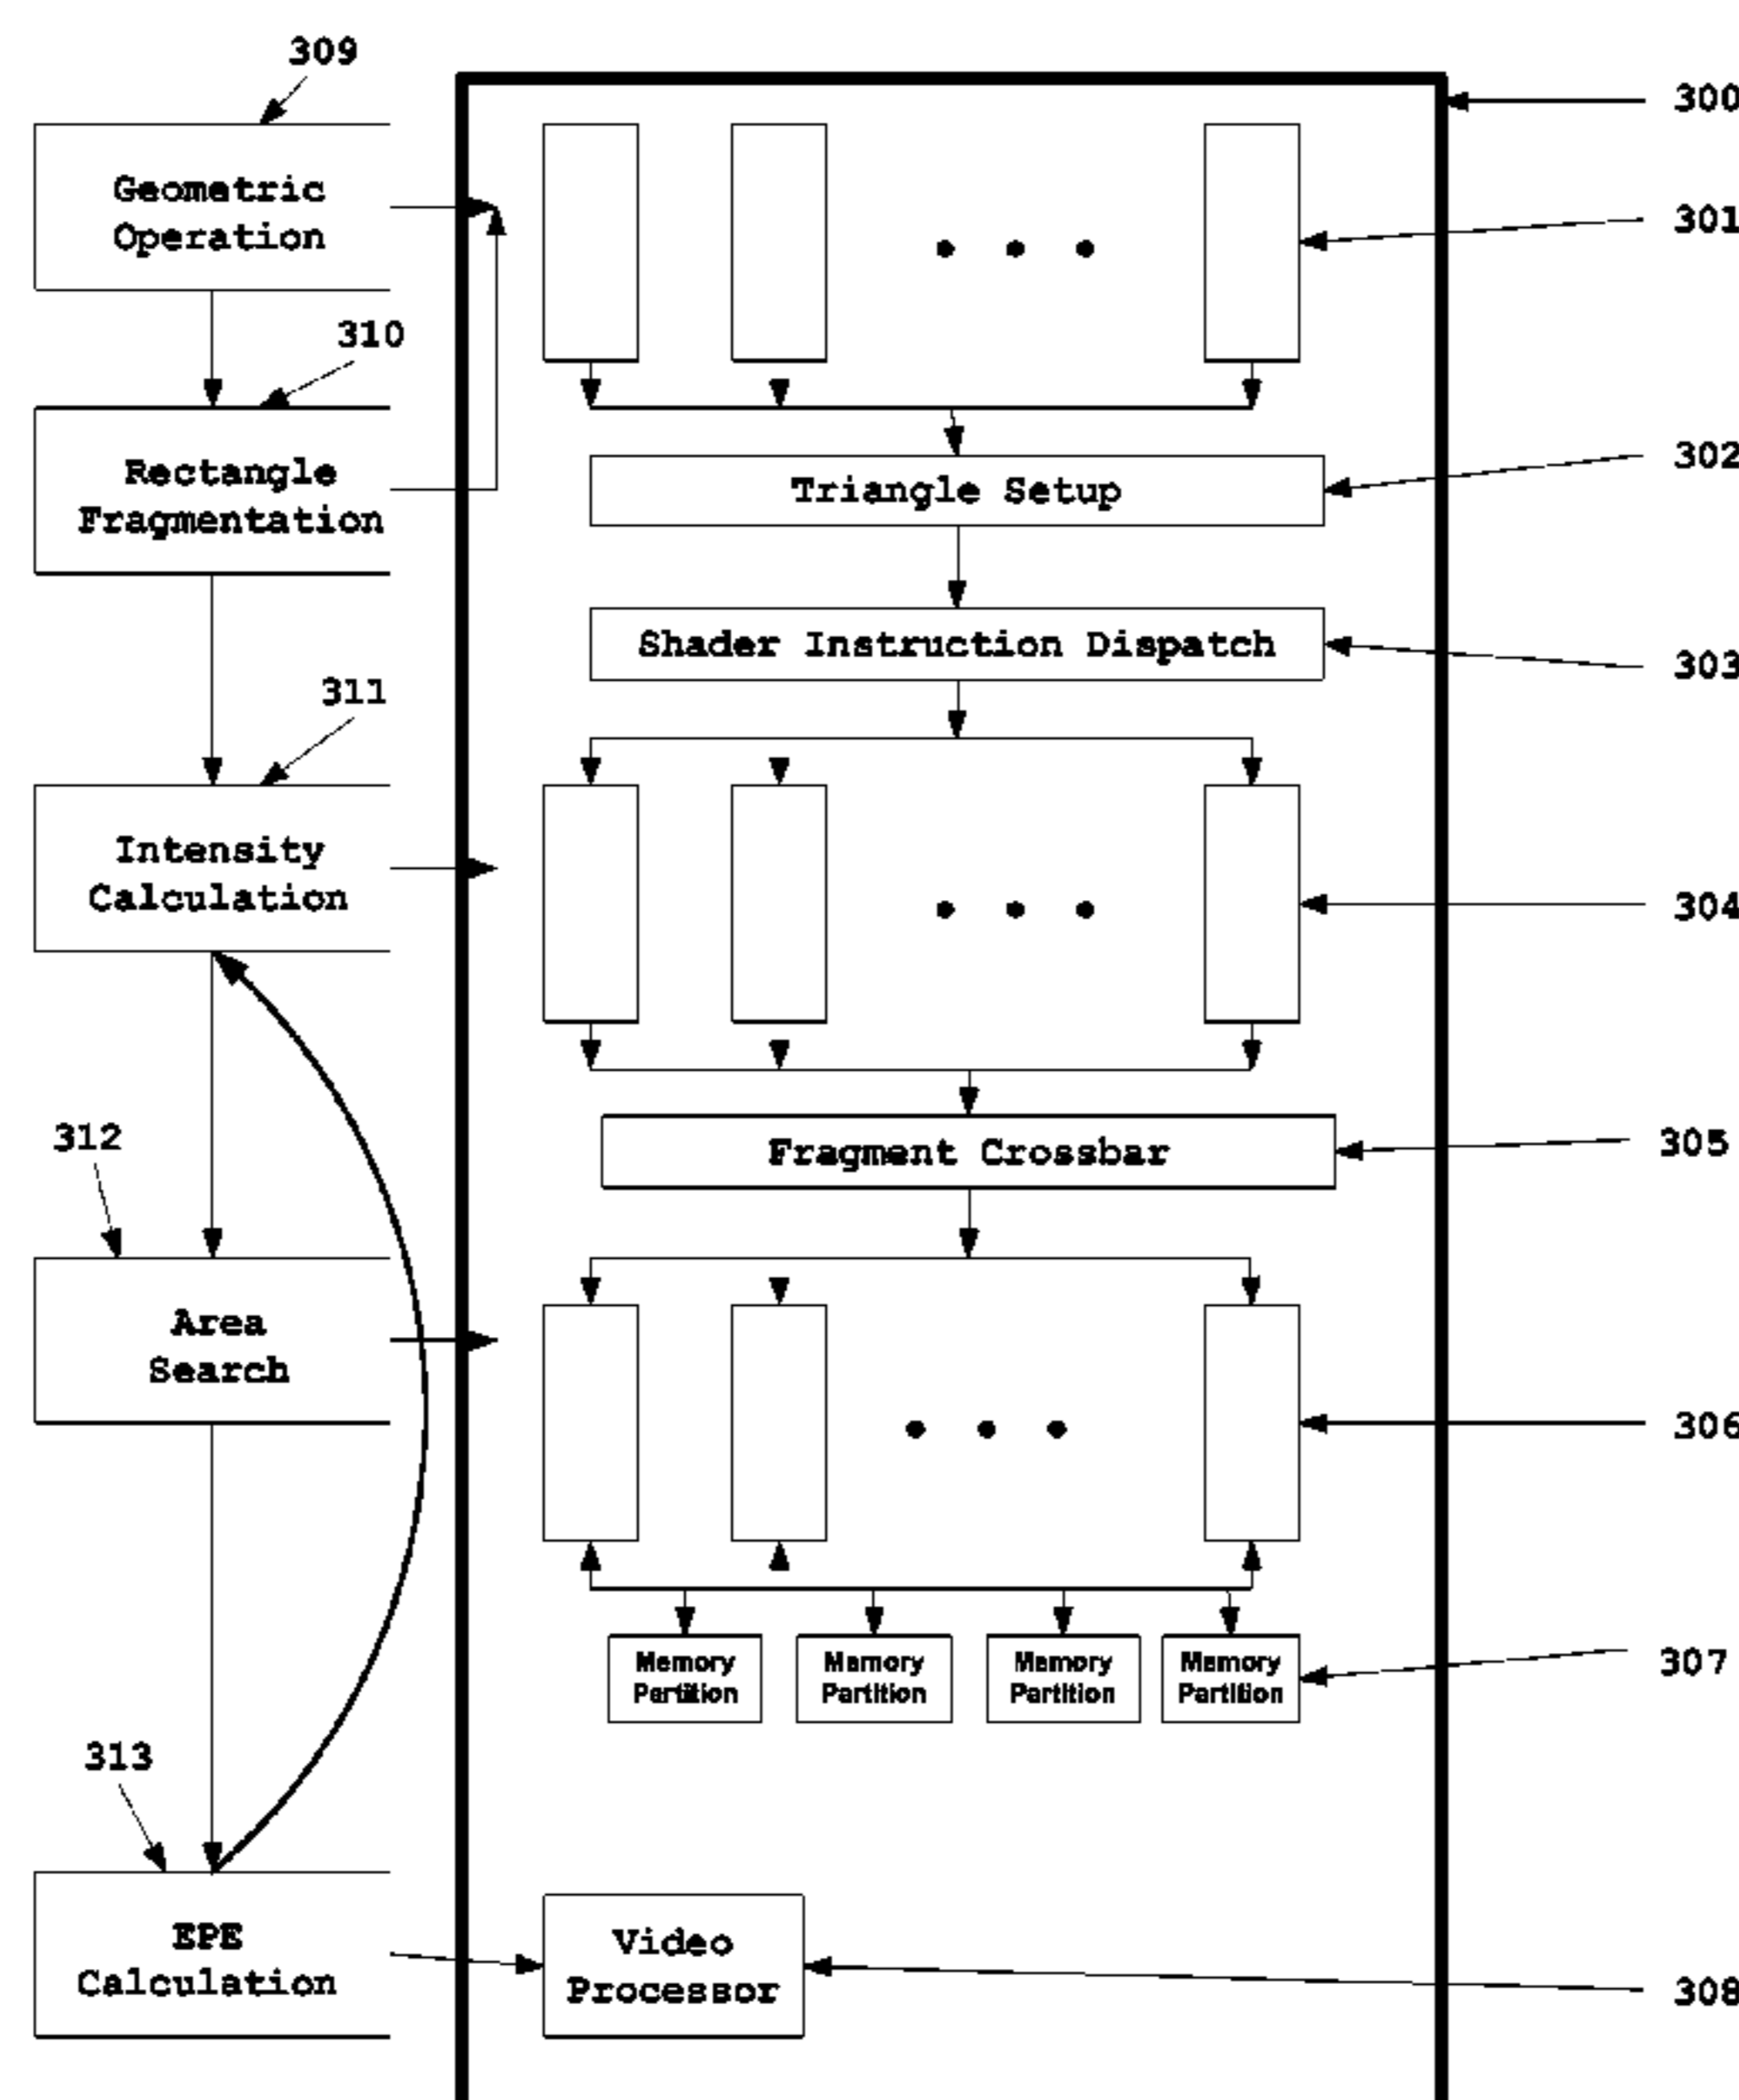 309
300
Geometric
Operation
301
310
Rectangle
Fragmentation
Triangle Setup
302
Shader Instruction Dispatch
303
311
Intensity
Calculation
304
312
Fragment Crossbar
305
Area
Search
306
Memory
Partition
Memory
Partition
Memory
Partition
Memory
Partition
307
313
EPE
Calculation
Video
Processor
308